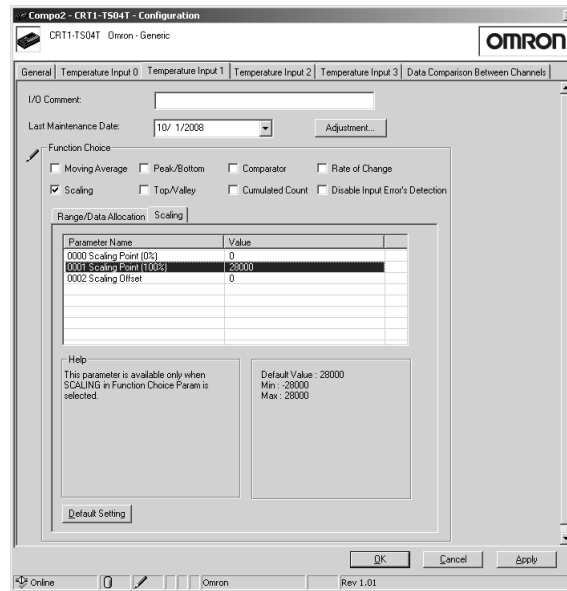 Compo2 - CRT1-TS04T - Configuration
CRT1-TS04T Omron - Generic
OMRON
General Temperature Input 0 Temperature Input 1 Temperature Input 2 Temperature Input 3 Data Comparison Between Channels
I/O Comment:
Last Maintenance Date: 10/ 1/2008 Adjustment...
Function Choice
Moving Average Peak/Bottom Comparator Rate of Change
Scaling Top/Valley Cumulated Count Disable Input Error's Detection
Range/Data Allocation Scaling
Parameter Name Value
0000 Scaling Point (0%) 0
0001 Scaling Point (100%) 28000
0002 Scaling Offset 0
Help
This parameter is available only when
SCALING in Function Choice Param is
selected.
Default Value : 28000
Min : -28000
Max : 28000
Default Setting
OK Cancel Apply
Online Omron Rev 1.01